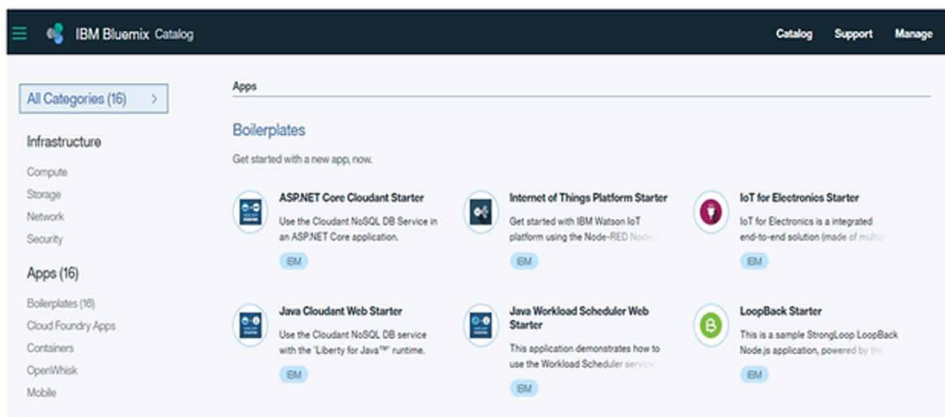 IBM Bluemix Catalog
Catalog Support Manage
All Categories (16) >
Infrastructure
Compute
Storage
Network
Security
Apps (16)
Boilerplates (16)
Cloud Foundry Apps
Containers
OpenWhisk
Mobile
Apps
Boilerplates
Get started with a new app, now.
ASP.NET Core Cloudant Starter
Use the Cloudant NoSQL DB Service in
an ASP.NET Core application.
IBM
Internet of Things Platform Starter
Get started with IBM Watson IoT
platform using the Node-RED Node
IBM
IoT for Electronics Starter
IoT for Electronics is a integrated
end-to-end solution (made of
IBM
Java Cloudant Web Starter
Use the Cloudant NoSQL DB service
with the 'Liberty for Java™' runtime.
IBM
Java Workload Scheduler Web
Starter
This application demonstrates how to
use the Workload Scheduler service
IBM
LoopBack Starter
This is a sample StrongLoop LoopBack
Node.js application, powered by the
IBM